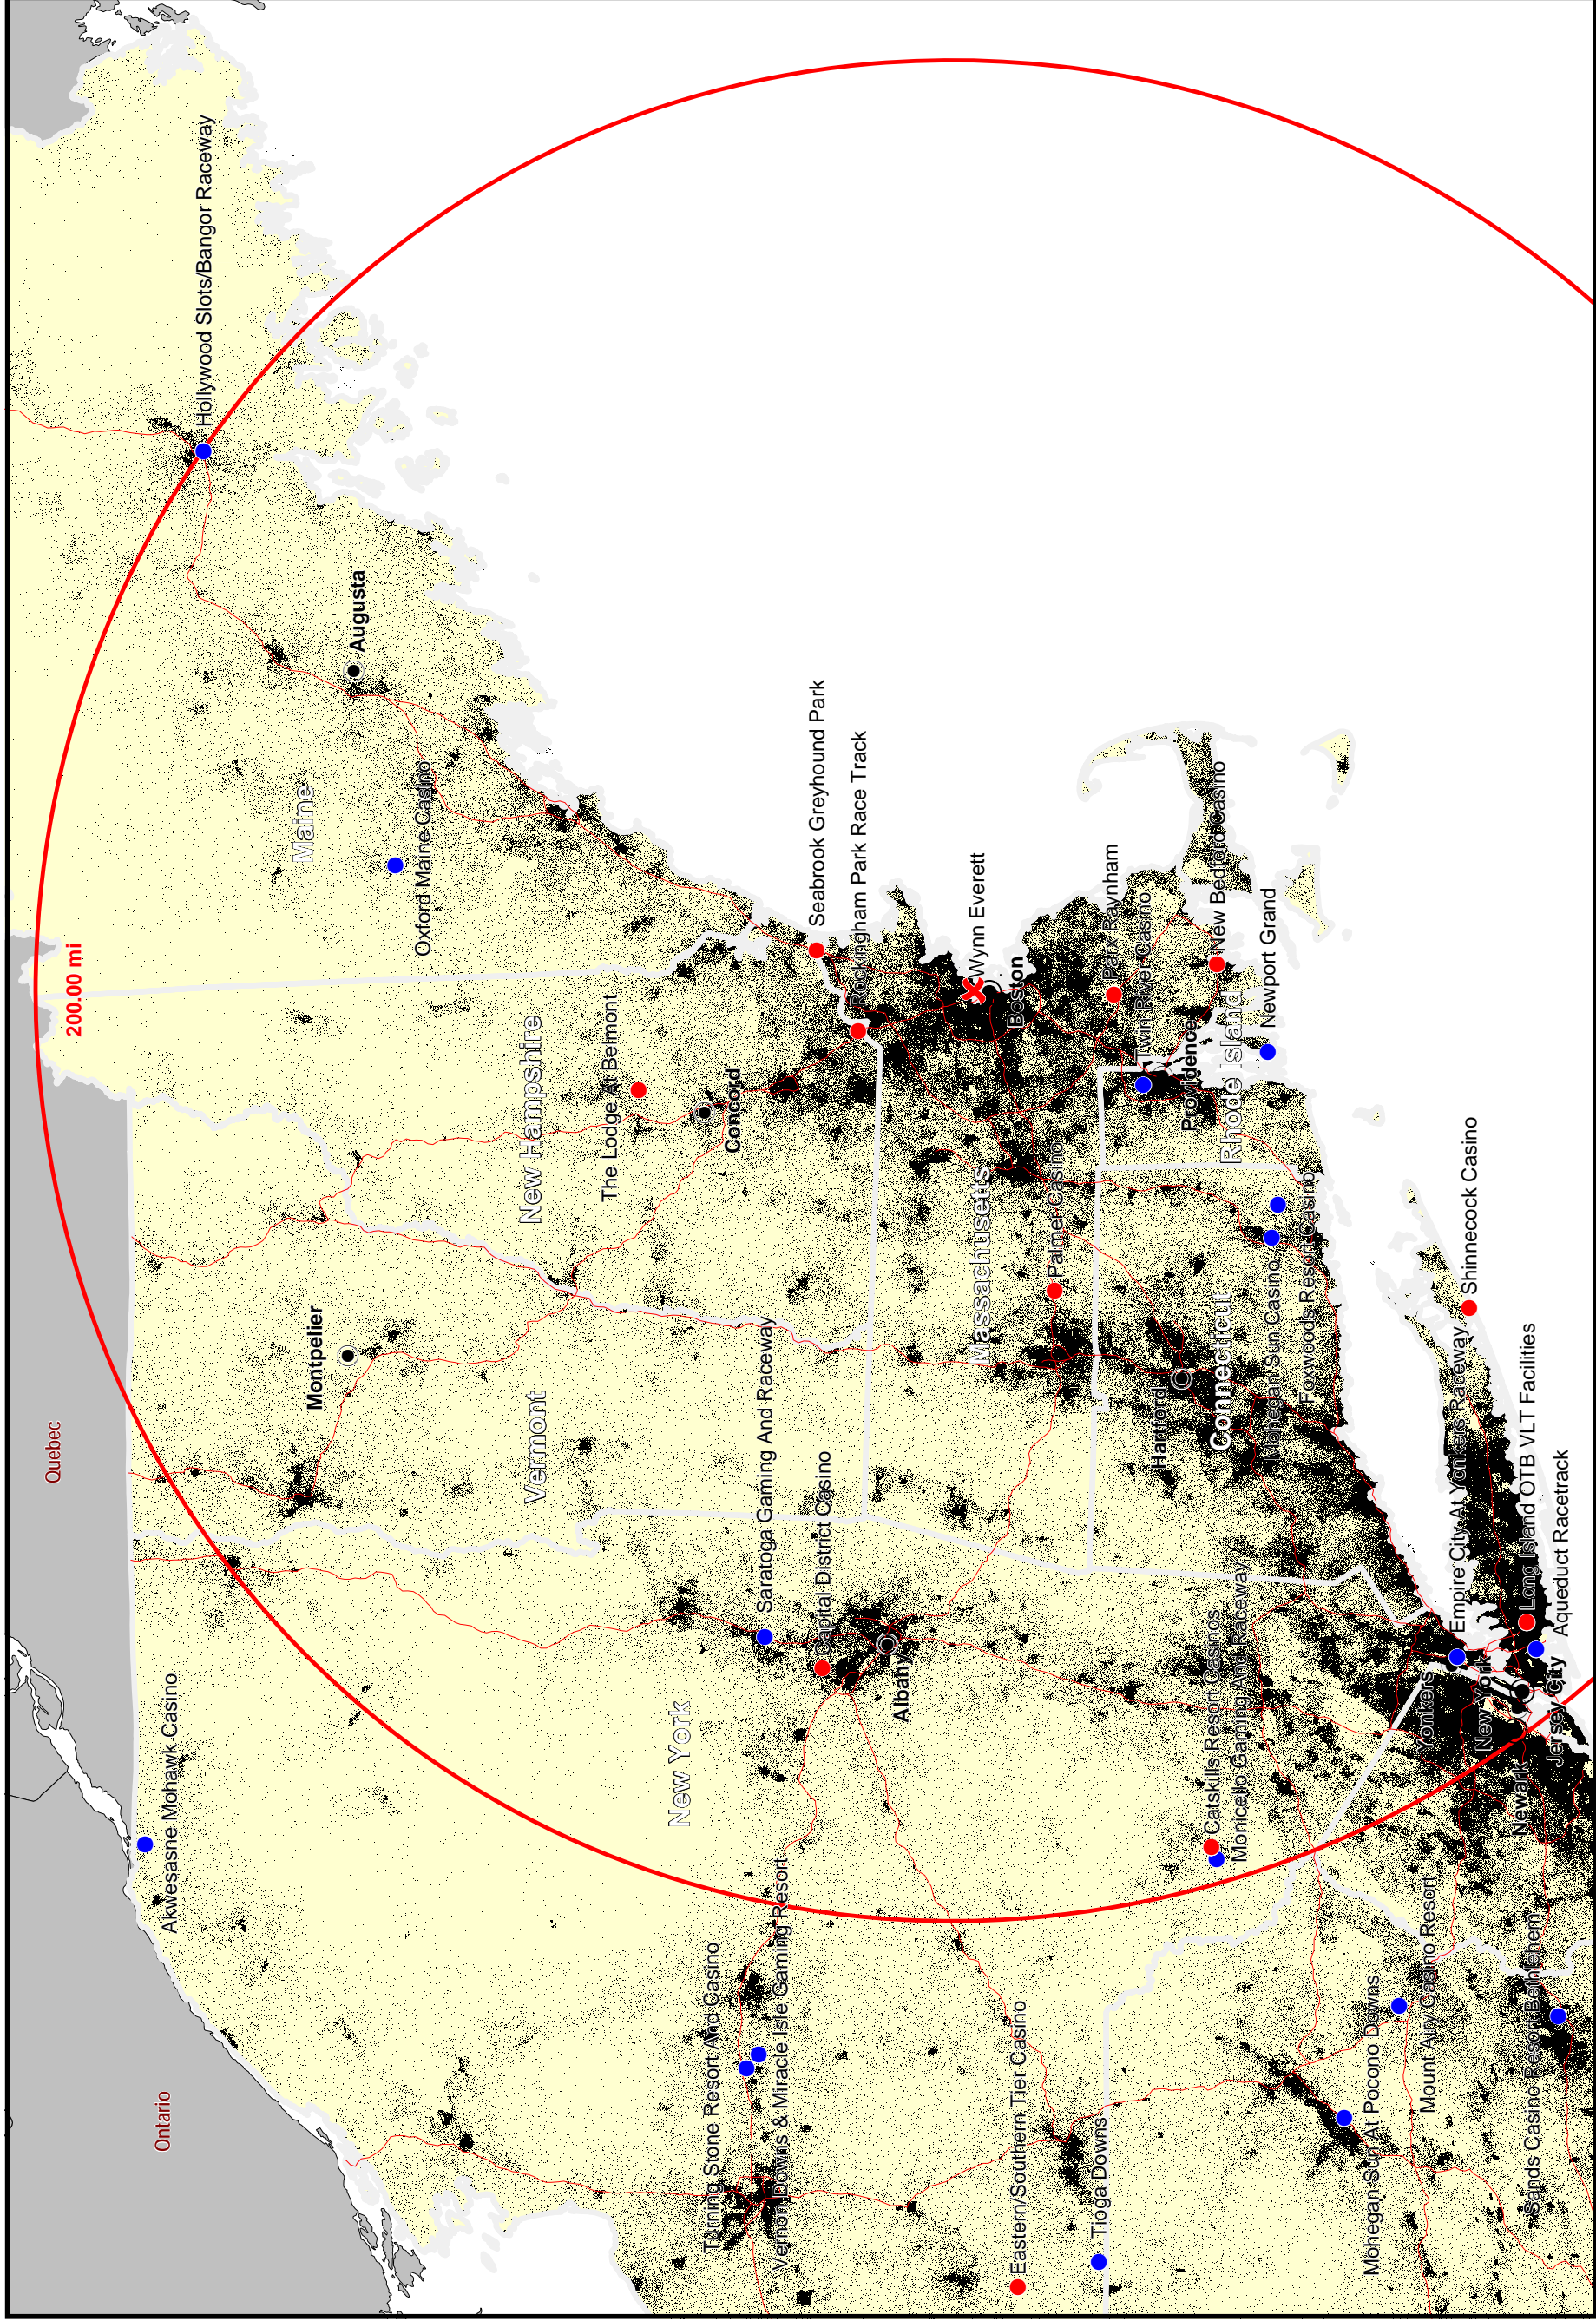 Quebec
Ontario
200.00 mi
Hollywood Slots/Bangor Raceway
Augusta
Maine
Oxford Maine Casino
Akwesasne Mohawk Casino
Montpelier
Vermont
New Hampshire
The Lodge At Belmont
Concord
Seabrook Greyhound Park
Rockingham Park Race Track
New York
Saratoga Gaming And Raceway
Capital District Casino
Albany
Turning Stone Resort And Casino
Vernon Downs & Miracle Isle Gaming Resort
Wynn Everett
Boston
Massachusetts
Palmer Casino
Park Raynham
Twin River Casino
Providence
Rhode Island
New Bedford Casino
Newport Grand
Hartford
Connecticut
Mohegan Sun Casino
Foxwoods Resort Casino
Eastern/Southern Tier Casino
Tioga Downs
Catskills Resort Casinos
Monticello Gaming And Raceway
Mohegan Sun At Pocono Downs
Mount Airy Casino Resort
Sands Casino Resort Bethlehem
Yonkers
Empire City At Yonkers Raceway
New York
Newark
Jersey City
Shinnecock Casino
Long Island OTB VLT Facilities
Aqueduct Racetrack